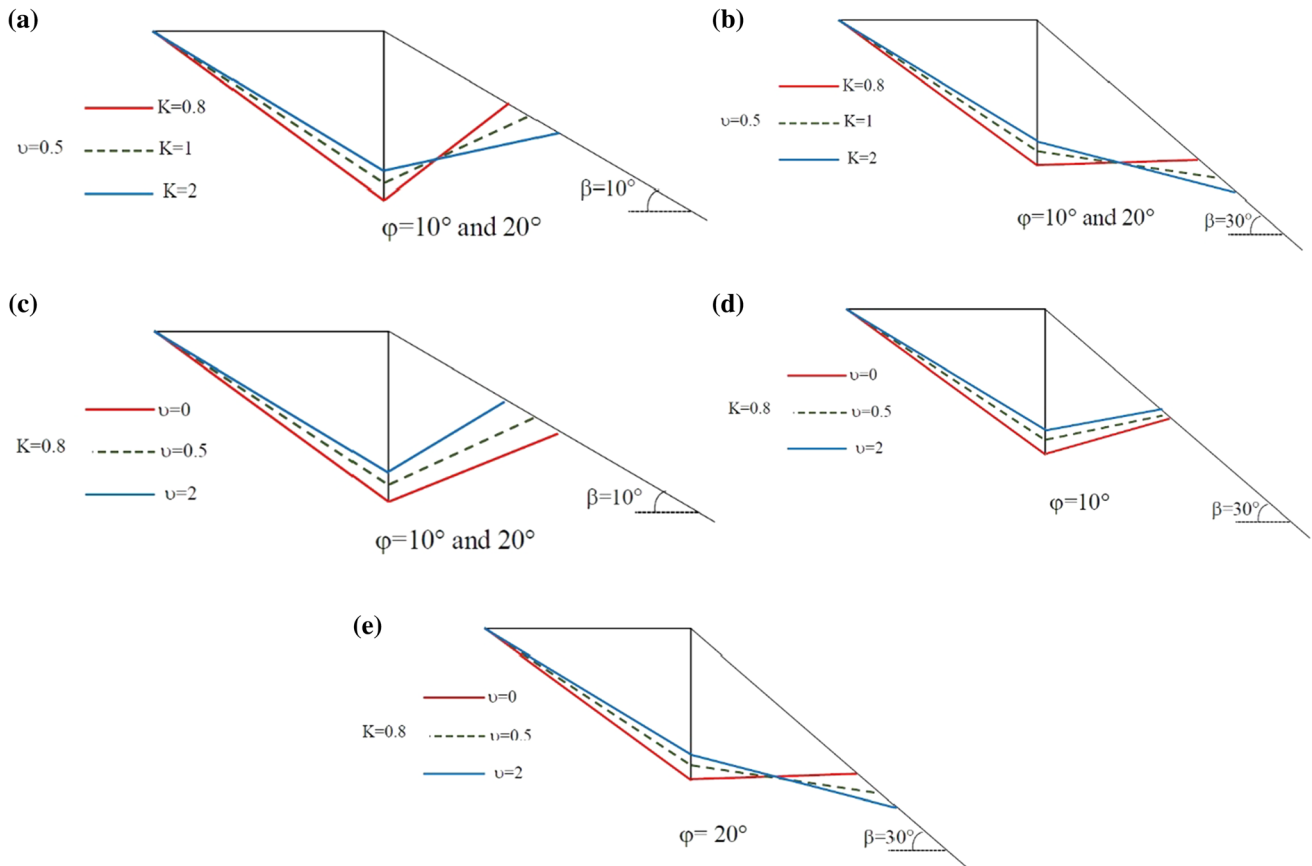 (a)
K=0.8
υ=0.5
K=1
K=2
β=10°
φ=10° and 20°
(b)
K=0.8
υ=0.5
K=1
K=2
β=30°
φ=10° and 20°
(c)
υ=0
K=0.8
υ=0.5
υ=2
β=10°
φ=10° and 20°
(d)
υ=0
K=0.8
υ=0.5
υ=2
φ=10°
β=30°
(e)
υ=0
K=0.8
υ=0.5
υ=2
φ= 20°
β=30°